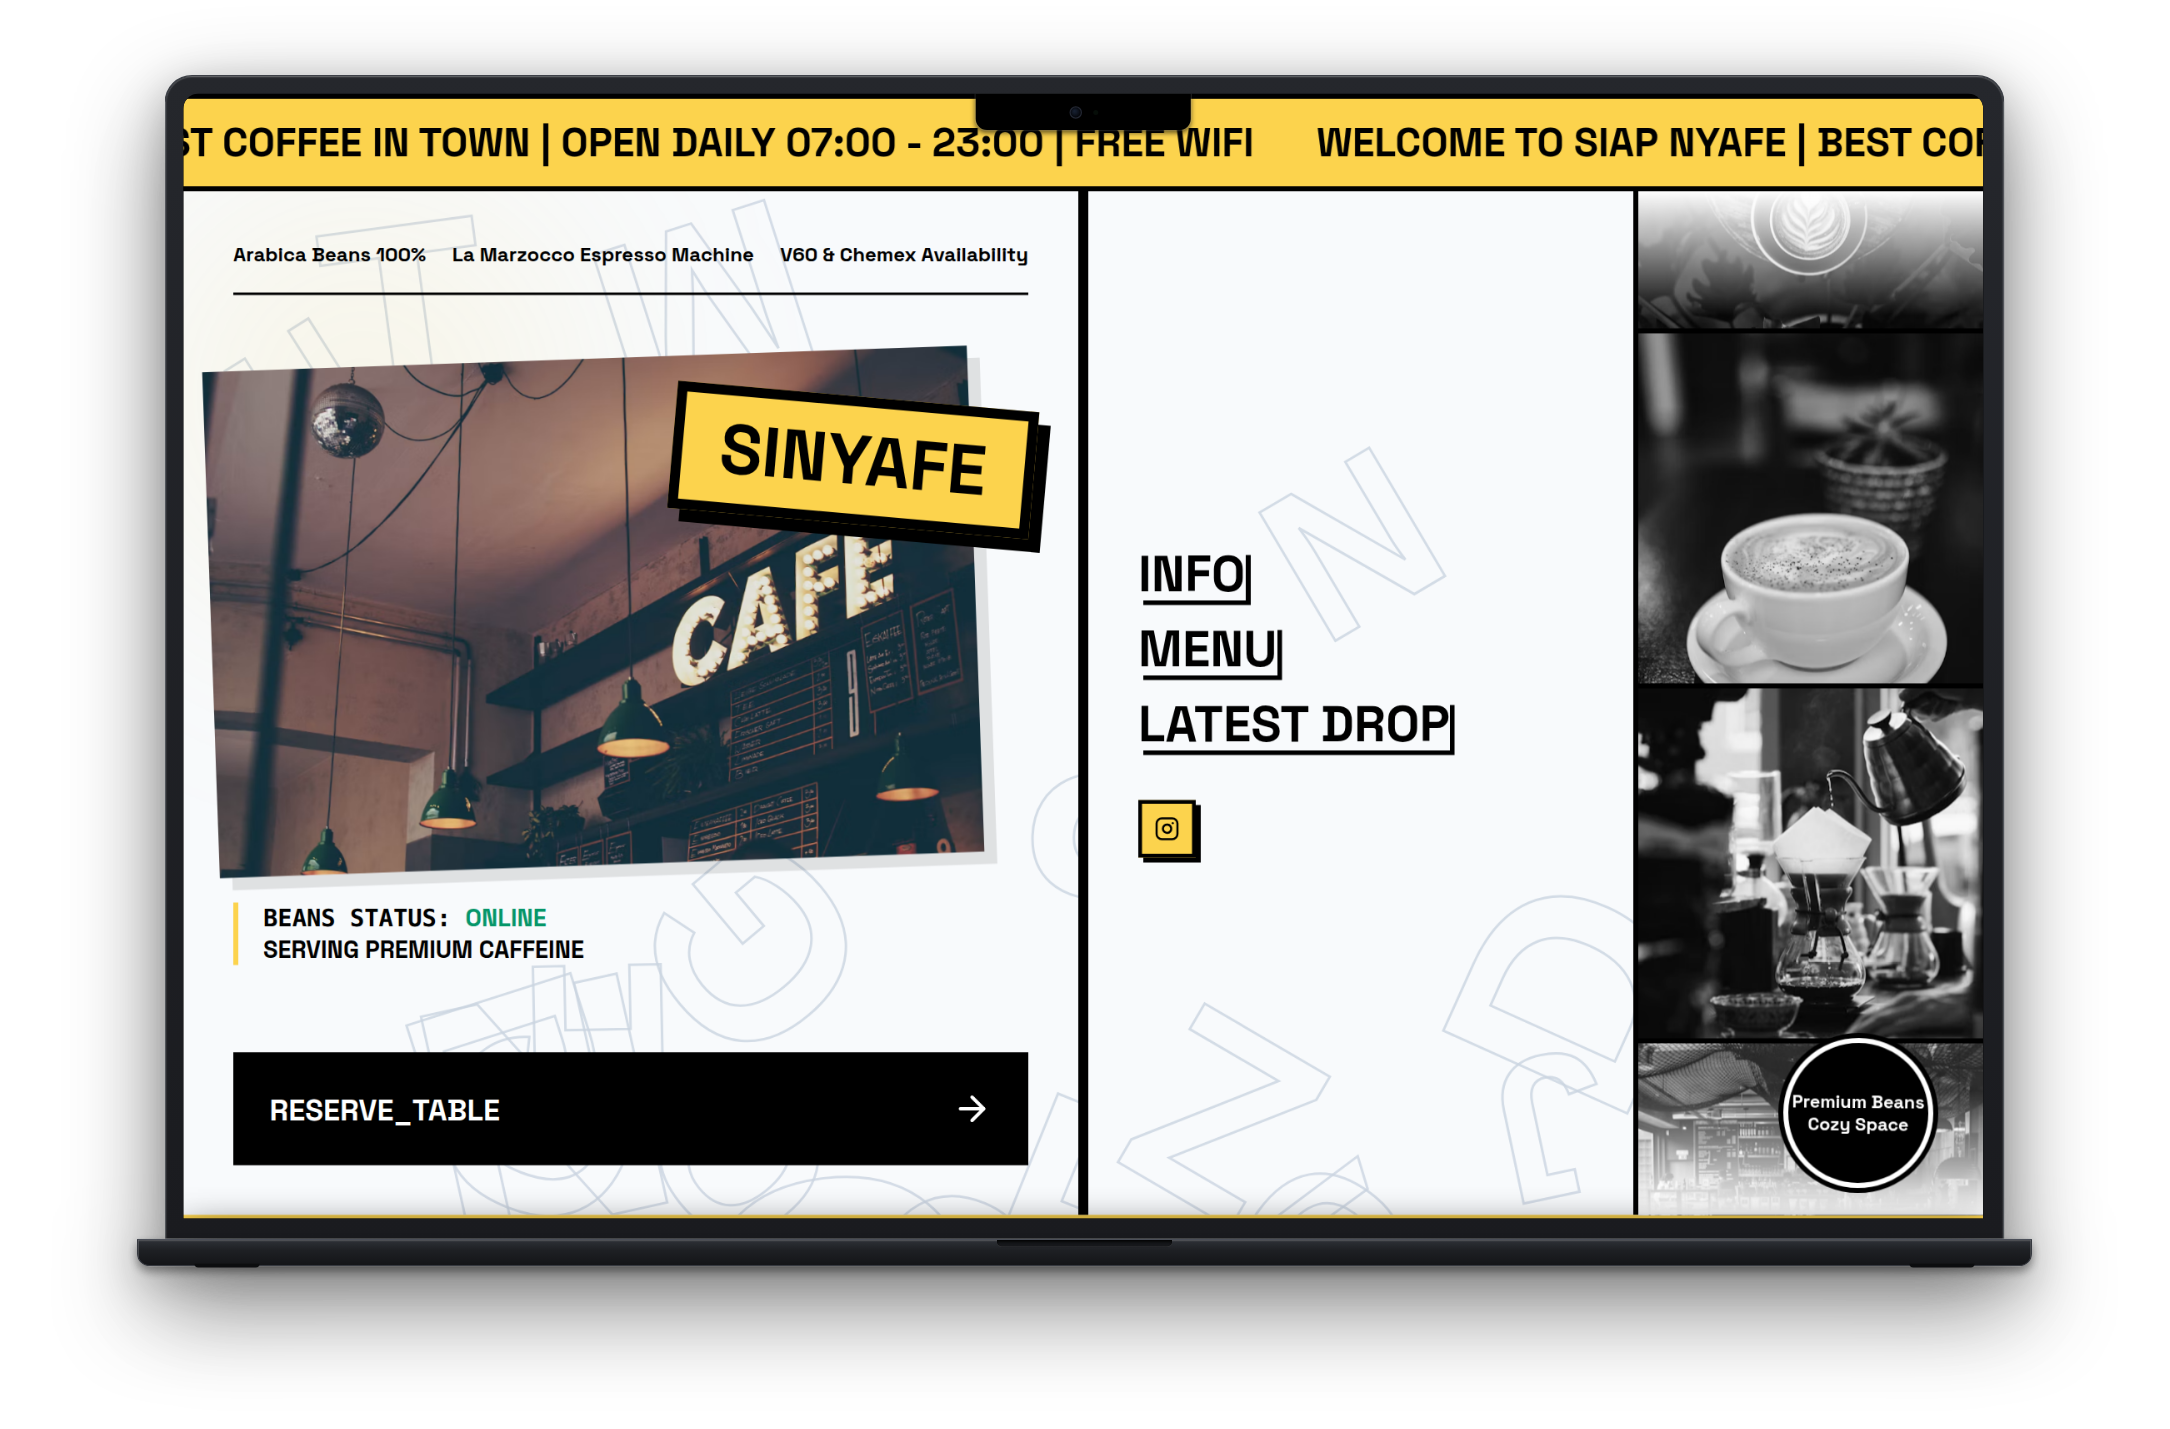 ST COFFEE IN TOWN | OPEN DAILY 07:00 - 23:00 | FREE WIFI WELCOME TO SIAP NYAFE | BEST COF
Arabica Beans 100% La Marzocco Espresso Machine V60 & Chemex Availability
SINYAFE
CAFE
BEANS STATUS: ONLINE
SERVING PREMIUM CAFFEINE
RESERVE_TABLE
INFO
MENU
LATEST DROP
Premium Beans
Cozy Space